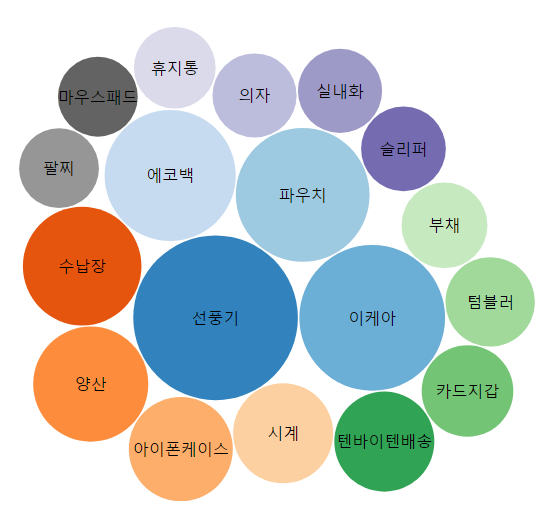 휴지통
마우스패드
의자
실내화
슬리퍼
팔찌
에코백
파우치
부채
수납장
선풍기
이케아
텀블러
양산
카드지갑
아이폰케이스
시계
텐바이텐배송